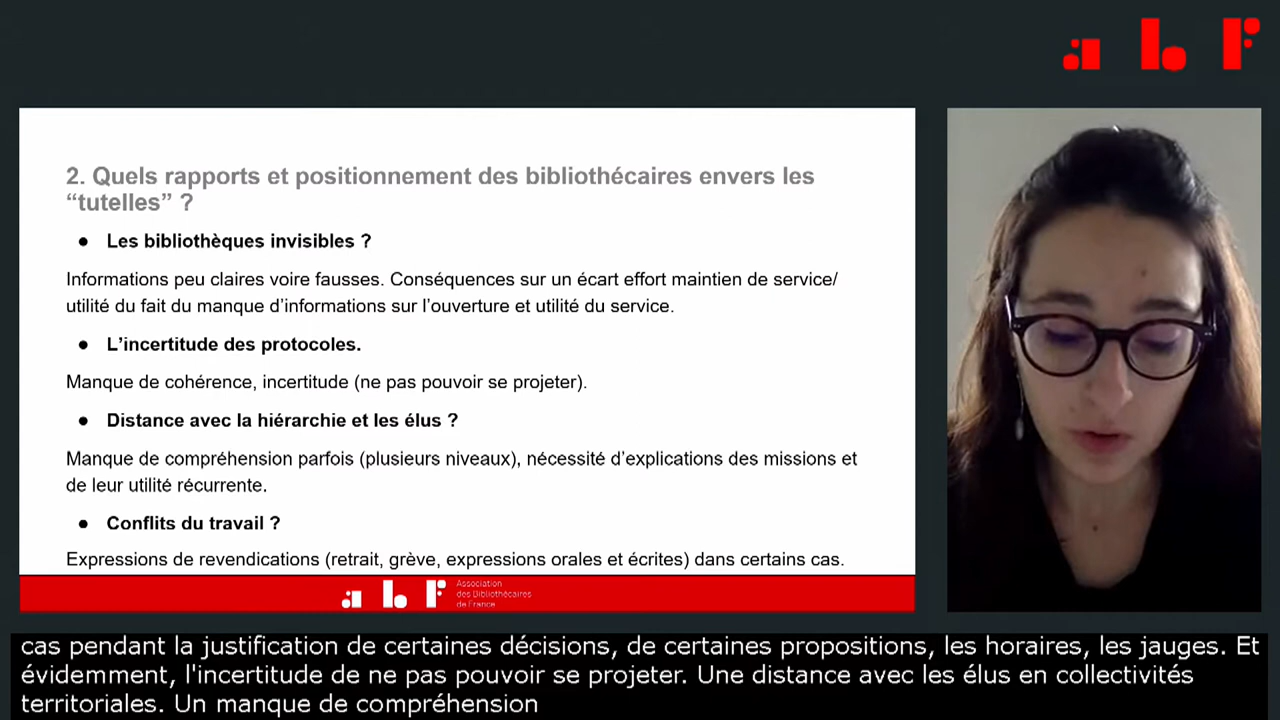 abf
2. Quels rapports et positionnement des bibliothécaires envers les
“tutelles” ?
● Les bibliothèques invisibles ?
Informations peu claires voire fausses. Conséquences sur un écart effort maintien de service/
utilité du fait du manque d’informations sur l’ouverture et utilité du service.
● L’incertitude des protocoles.
Manque de cohérence, incertitude (ne pas pouvoir se projeter).
● Distance avec la hiérarchie et les élus ?
Manque de compréhension parfois (plusieurs niveaux), nécessité d’explications des missions et
de leur utilité récurrente.
● Conflits du travail ?
Expressions de revendications (retrait, grève, expressions orales et écrites) dans certains cas.
abf
Association
des Bibliothécaires
de France
cas pendant la justification de certaines décisions, de certaines propositions, les horaires, les jauges. Et
évidemment, l'incertitude de ne pas pouvoir se projeter. Une distance avec les élus en collectivités
territoriales. Un manque de compréhension